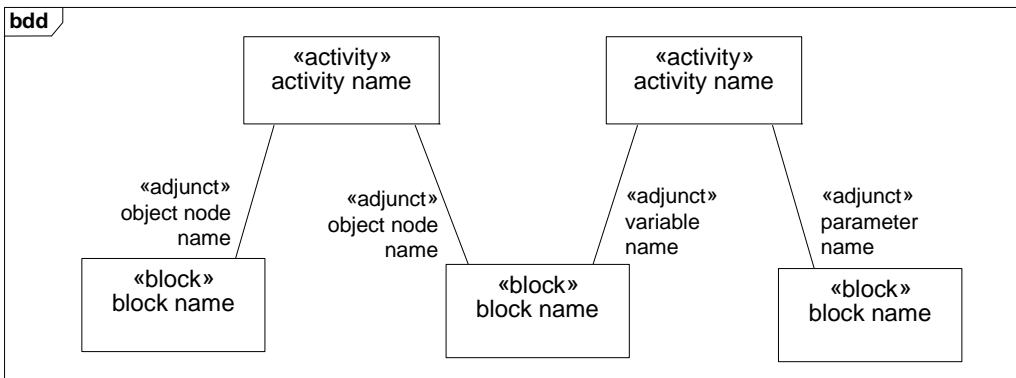 bdd
«activity»
activity name
«activity»
activity name
«adjunct»
object node
name
«adjunct»
object node
name
«adjunct»
variable
name
«adjunct»
parameter
name
«block»
block name
«block»
block name
«block»
block name